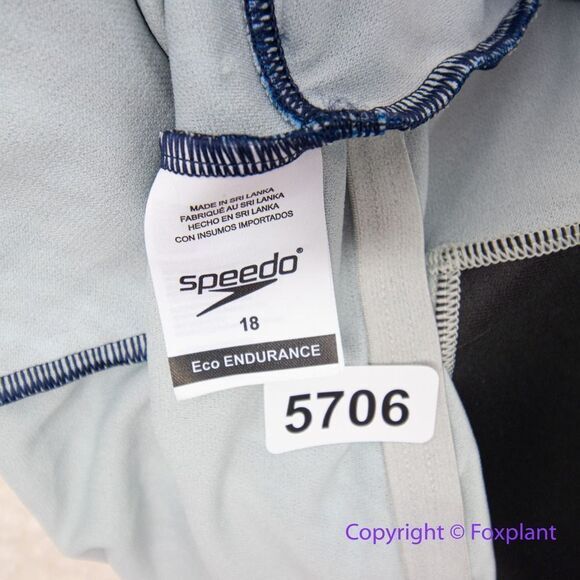 MADE IN SRI LANKA
FABRIQUÉ AU SRI LANKA
HECHO EN SRI LANKA
CON INSUMOS IMPORTADOS
speedo®
18
Eco ENDURANCE
5706
Copyright © Foxplant